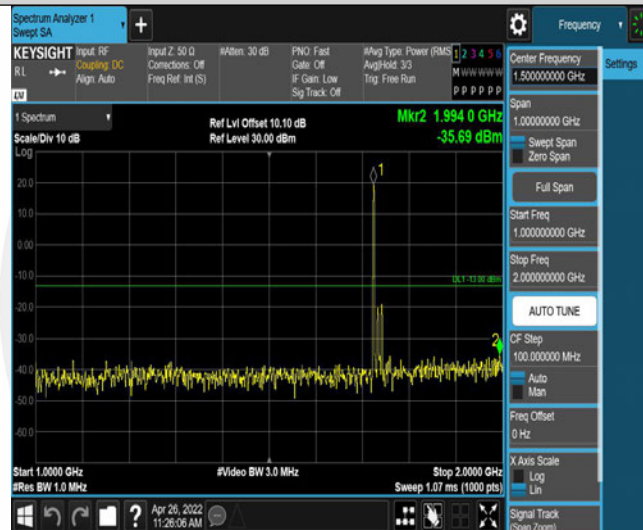 Spectrum Analyzer 1
Swept SA
Frequency
KEYSIGHT
RL
LXI
Input: RF
Coupling: DC
Align: Auto
Input Z: 50 Ω
Corrections: Off
Freq Ref: Int (S)
#Atten: 30 dB
PNO: Fast
Gate: Off
IF Gain: Low
Sig Track: Off
#Avg Type: Power (RMS
Avg|Hold: 3/3
Trig: Free Run
1 2 3 4 5 6
M W W W W W
P P P P P P
Center Frequency
1.500000000 GHz
Settings
1 Spectrum
Scale/Div 10 dB
Log
Ref Lvl Offset 10.10 dB
Ref Level 30.00 dBm
Mkr2 1.994 0 GHz
-35.69 dBm
Span
1.00000000 GHz
Swept Span
Zero Span
Full Span
Start Freq
1.000000000 GHz
Stop Freq
2.000000000 GHz
AUTO TUNE
CF Step
100.000000 MHz
Auto
Man
Freq Offset
0 Hz
X Axis Scale
Log
Lin
Signal Track
(Span Zoom)
1
20.0
10.0
0.00
-10.0
DL1 -13.00 dBm
-20.0
-30.0
2
-40.0
-50.0
-60.0
Start 1.0000 GHz
#Res BW 1.0 MHz
#Video BW 3.0 MHz
Stop 2.0000 GHz
Sweep 1.07 ms (1000 pts)
?
Apr 26, 2022
11:26:06 AM